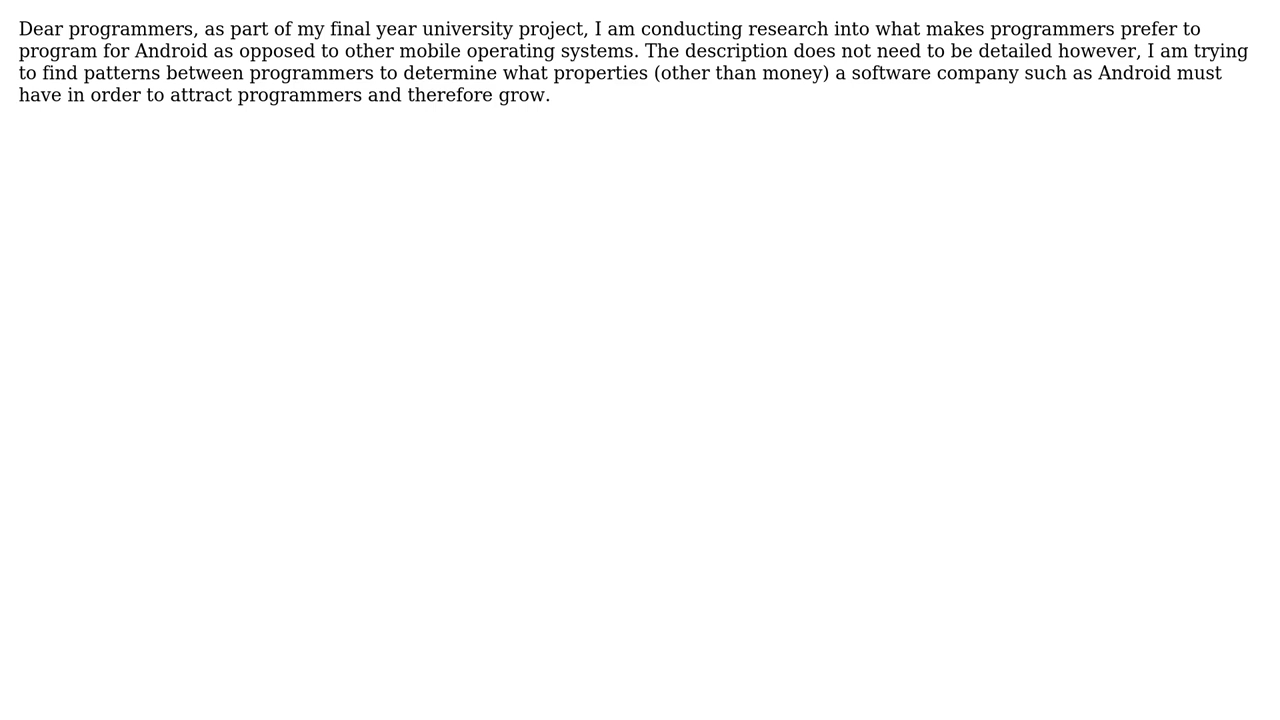 Dear programmers, as part of my final year university project, I am conducting research into what makes programmers prefer to
program for Android as opposed to other mobile operating systems. The description does not need to be detailed however, I am trying
to find patterns between programmers to determine what properties (other than money) a software company such as Android must
have in order to attract programmers and therefore grow.